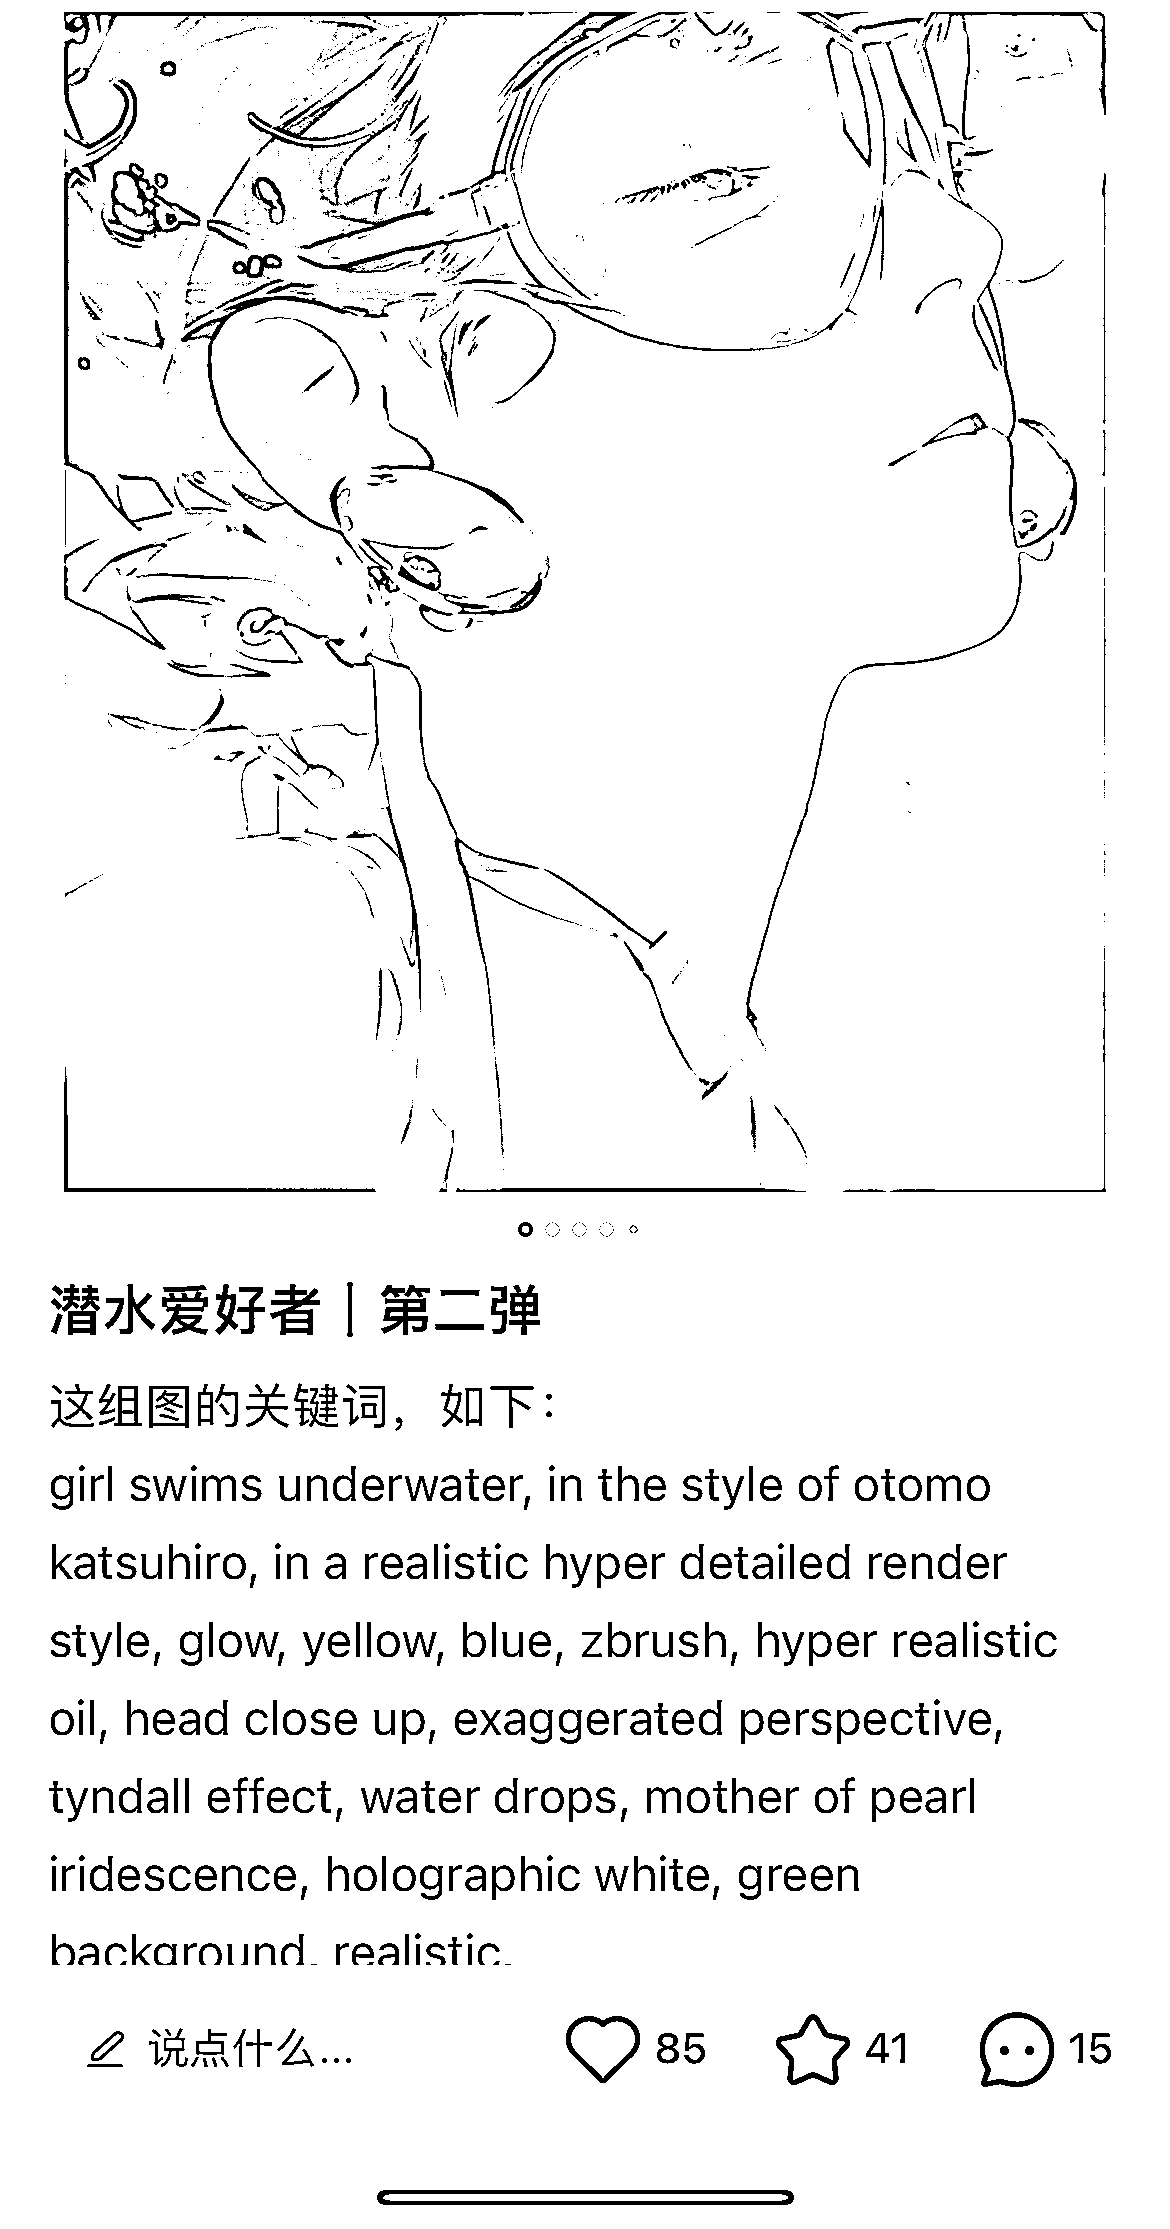 潜水爱好者｜第二弹
这组图的关键词，如下：
girl swims underwater, in the style of otomo
katsuhiro, in a realistic hyper detailed render
style, glow, yellow, blue, zbrush, hyper realistic
oil, head close up, exaggerated perspective,
tyndall effect, water drops, mother of pearl
iridescence, holographic white, green
background, realistic.
说点什么... 85 41 15